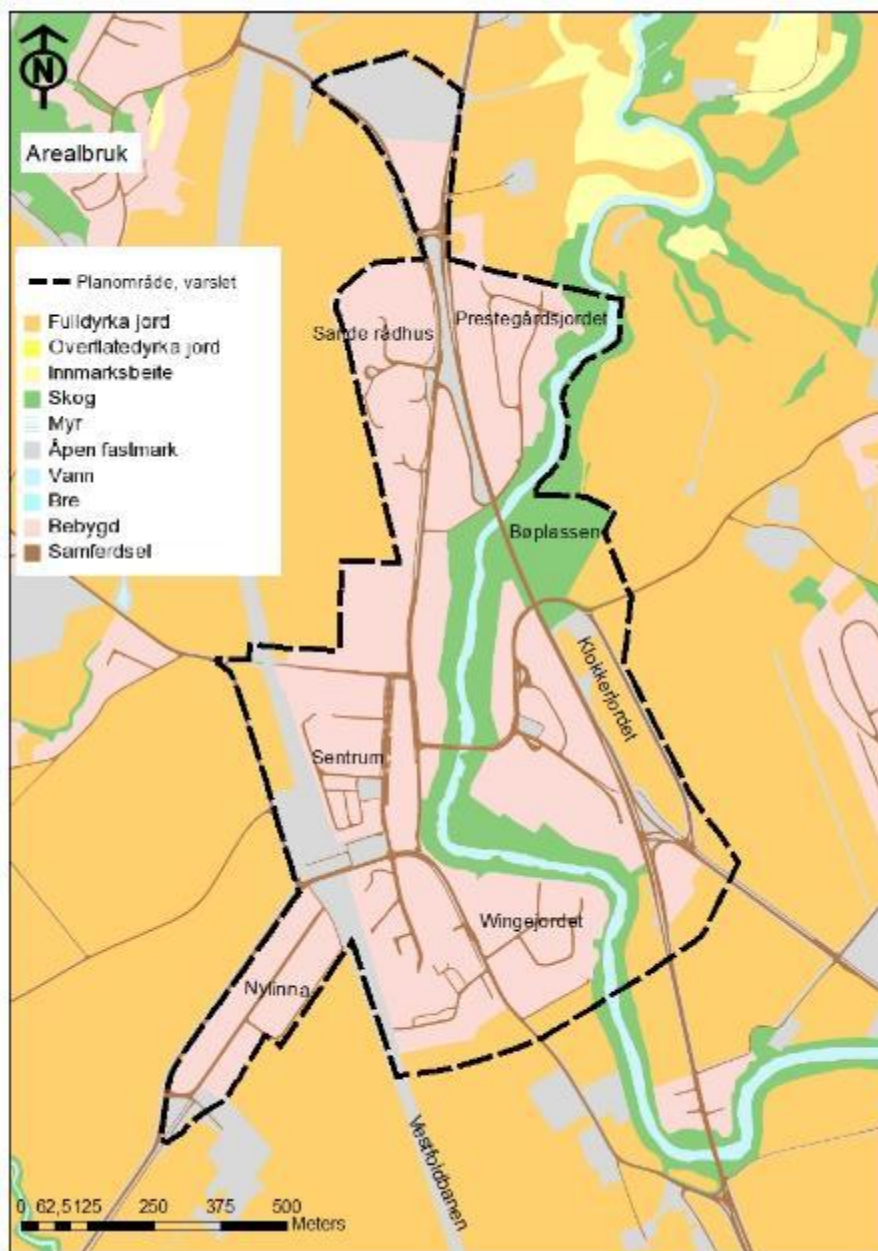 N
Arealbruk
Planområde, varslet
Fulldyrka jord
Overflatedyrka jord
Innmarksbeite
Skog
Myr
Åpen fastmark
Vann
Bre
Bebygd
Samferdsel
Sande rådhus
Prestegårdsjordet
Bøplassen
Klokkerjordet
Sentrum
Wingejordet
Nylinna
Vestfoldbanen
0 62,5 125 250 375 500
Meters